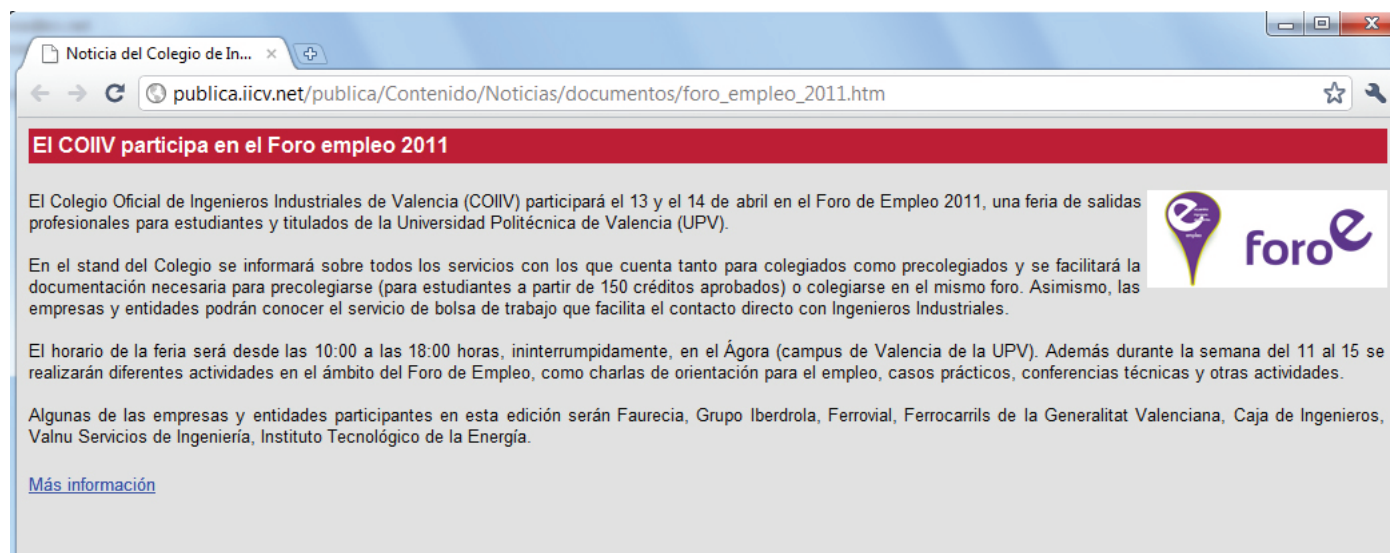 Noticia del Colegio de In...
publica.iicv.net/publica/Contenido/Noticias/documentos/foro_empleo_2011.htm
El COIIV participa en el Foro empleo 2011
El Colegio Oficial de Ingenieros Industriales de Valencia (COIIV) participará el 13 y el 14 de abril en el Foro de Empleo 2011, una feria de salidas
profesionales para estudiantes y titulados de la Universidad Politécnica de Valencia (UPV).
foroe
En el stand del Colegio se informará sobre todos los servicios con los que cuenta tanto para colegiados como precolegiados y se facilitará la
documentación necesaria para precolegiarse (para estudiantes a partir de 150 créditos aprobados) o colegiarse en el mismo foro. Asimismo, las
empresas y entidades podrán conocer el servicio de bolsa de trabajo que facilita el contacto directo con Ingenieros Industriales.
El horario de la feria será desde las 10:00 a las 18:00 horas, ininterrumpidamente, en el Ágora (campus de Valencia de la UPV). Además durante la semana del 11 al 15 se
realizarán diferentes actividades en el ámbito del Foro de Empleo, como charlas de orientación para el empleo, casos prácticos, conferencias técnicas y otras actividades.
Algunas de las empresas y entidades participantes en esta edición serán Faurecia, Grupo Iberdrola, Ferrovial, Ferrocarrils de la Generalitat Valenciana, Caja de Ingenieros,
Valnu Servicios de Ingeniería, Instituto Tecnológico de la Energía.
Más información